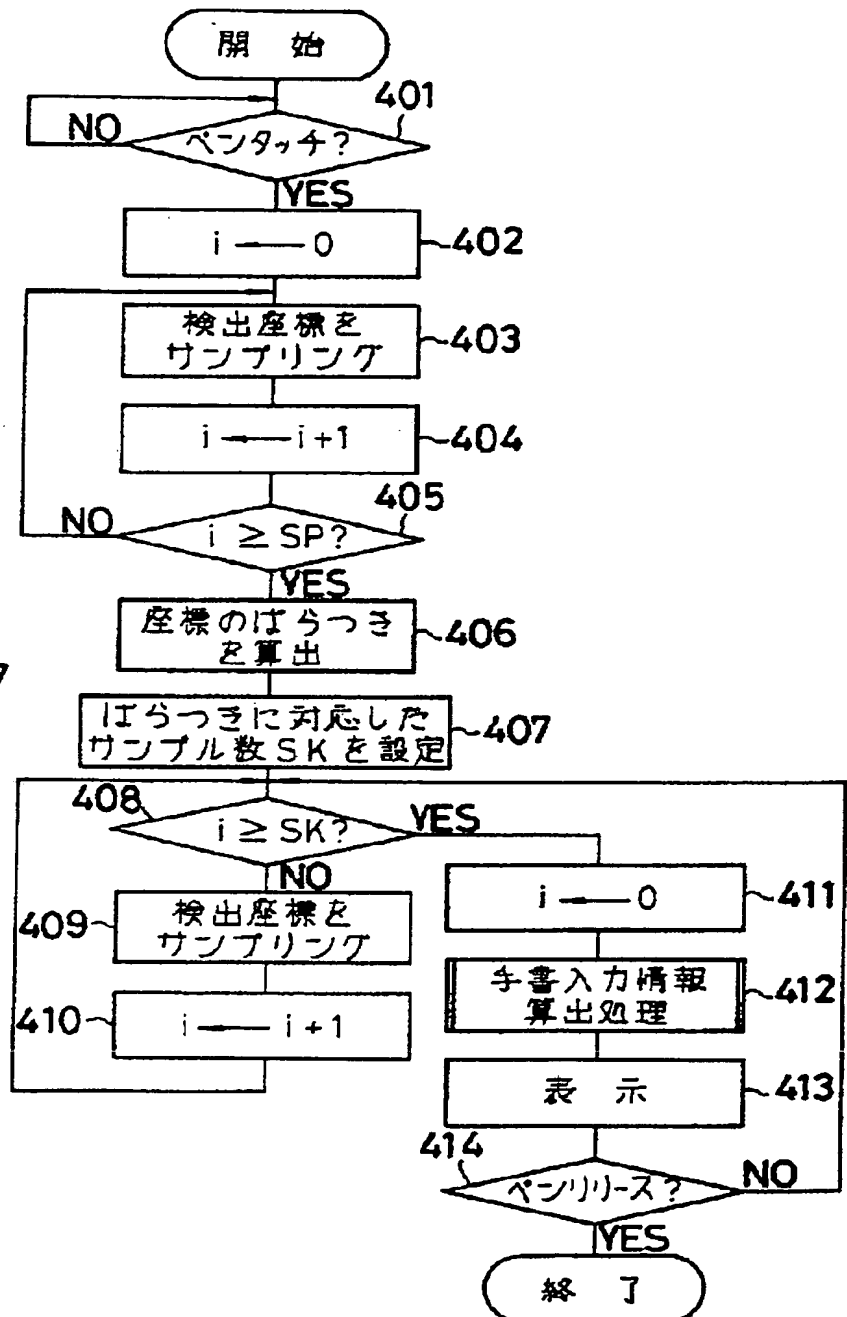 開始
401
NO
ペンタッチ?
YES
i ← 0
402
検出座標を
サンプリング
403
i ← i+1
404
405
NO
i ≥ SP?
YES
座標のばらつき
を算出
406
7
ばらつきに対応した
サンプル数SKを設定
407
408
i ≥ SK?
YES
NO
409
検出座標を
サンプリング
410
i ← i+1
i ← 0
411
手書入力情報
算出処理
412
表示
413
414
ペンリリース?
NO
YES
終了